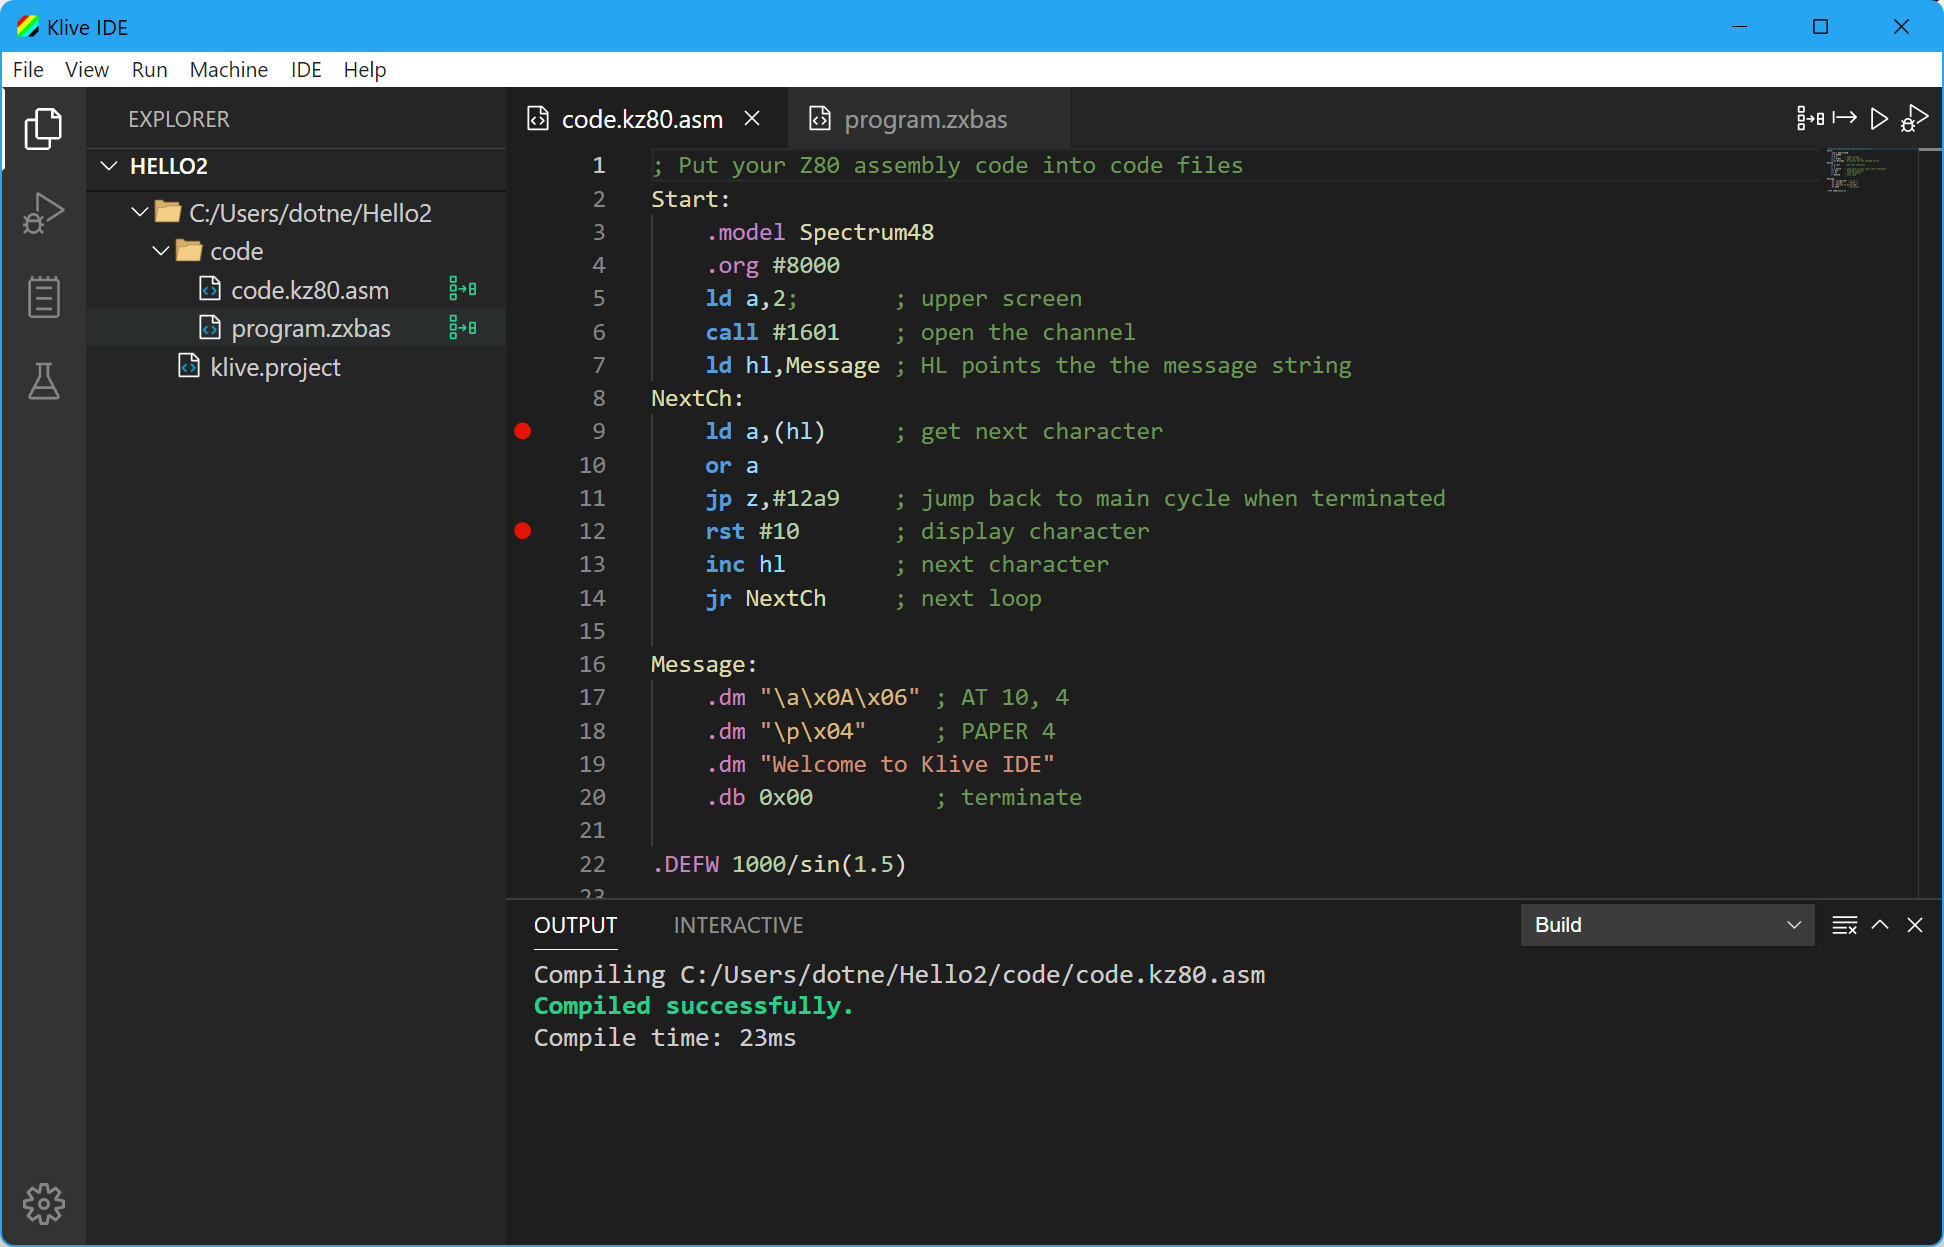 Klive IDE
File View Run Machine IDE Help
EXPLORER
HELLO2
C:/Users/dotne/Hello2
code
code.kz80.asm
program.zxbas
klive.project
code.kz80.asm
program.zxbas
1 ; Put your Z80 assembly code into code files
2 Start:
3     .model Spectrum48
4     .org #8000
5     ld a,2;       ; upper screen
6     call #1601    ; open the channel
7     ld hl,Message ; HL points the the message string
8 NextCh:
9     ld a,(hl)     ; get next character
10     or a
11     jp z,#12a9    ; jump back to main cycle when terminated
12     rst #10       ; display character
13     inc hl        ; next character
14     jr NextCh     ; next loop
15
16 Message:
17     .dm "\a\x0A\x06" ; AT 10, 4
18     .dm "\p\x04"     ; PAPER 4
19     .dm "Welcome to Klive IDE"
20     .db 0x00         ; terminate
21
22 .DEFW 1000/sin(1.5)
23
OUTPUT INTERACTIVE Build
Compiling C:/Users/dotne/Hello2/code/code.kz80.asm
Compiled successfully.
Compile time: 23ms